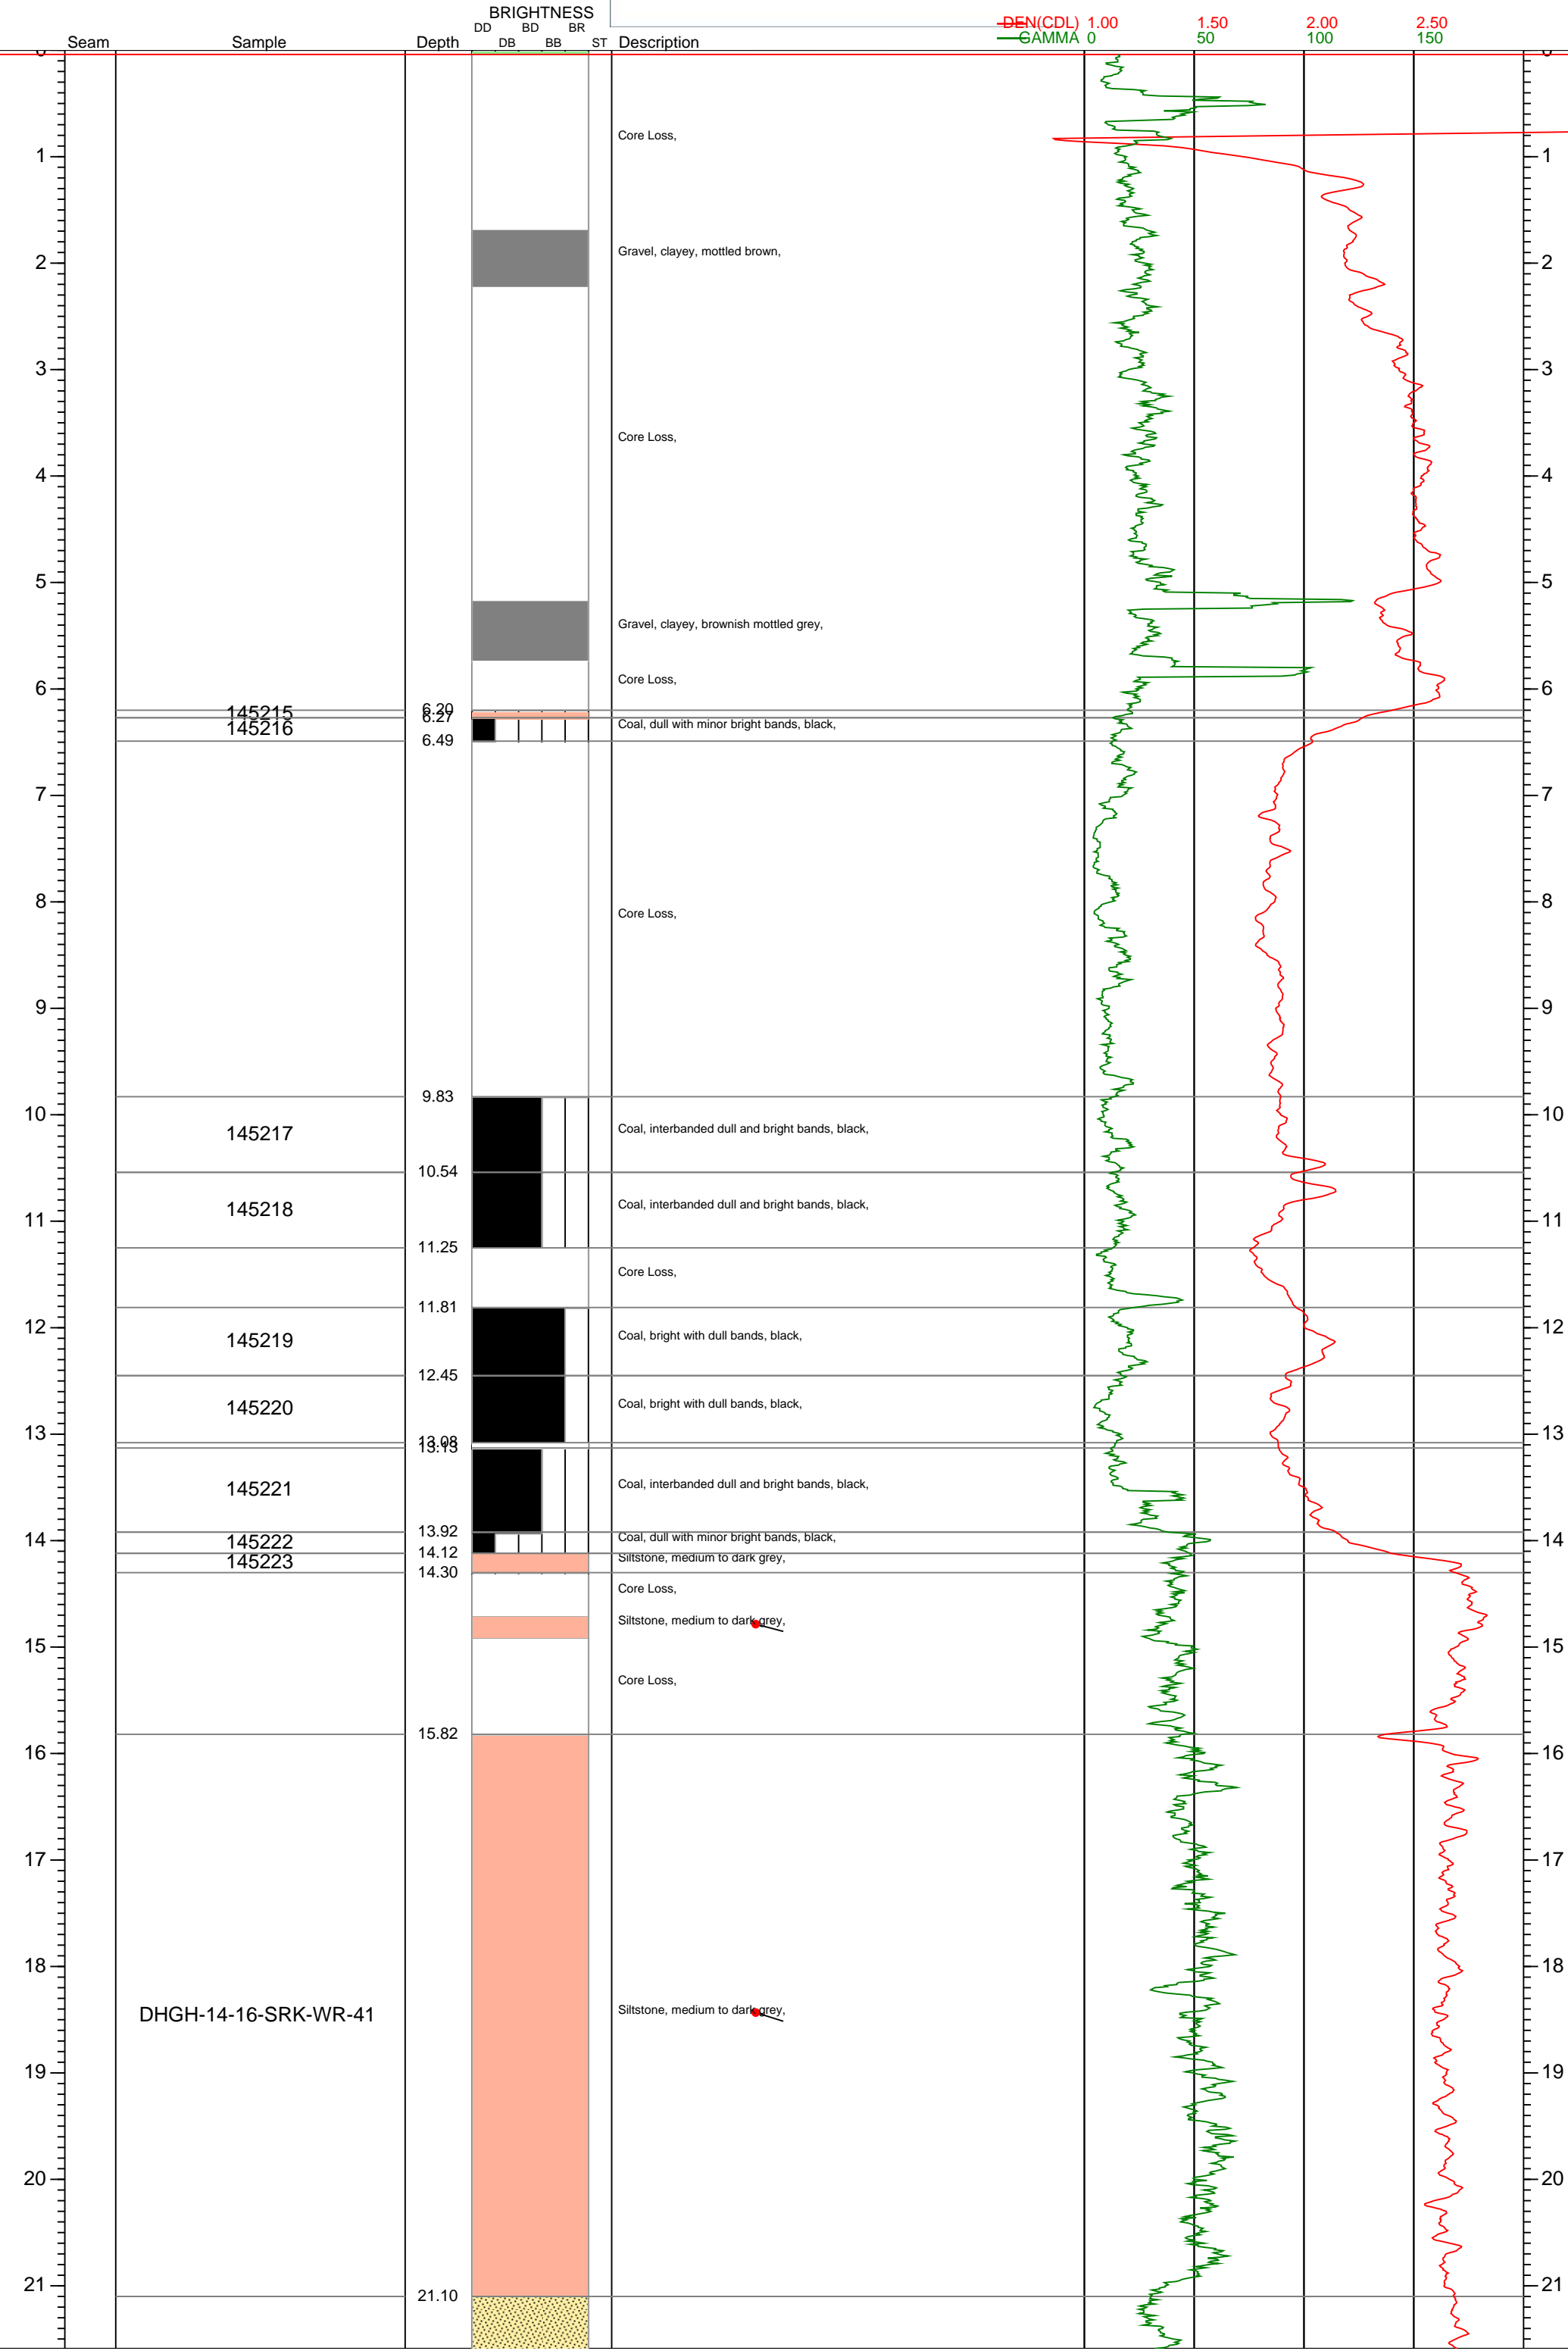 BRIGHTNESS
DD BD BR
DB BB ST
DEN(CDL) 1.00 1.50 2.00 2.50
GAMMA 0 50 100 150
Seam Sample Depth Description
0 0
Core Loss,
1 1
Gravel, clayey, mottled brown,
2 2
3 3
Core Loss,
4 4
5 5
Gravel, clayey, brownish mottled grey,
Core Loss,
6 6
145215 6.20
6.27
145216 Coal, dull with minor bright bands, black,
6.49
7 7
8 8
Core Loss,
9 9
9.83
10 10
145217 Coal, interbanded dull and bright bands, black,
10.54
145218 Coal, interbanded dull and bright bands, black,
11 11
11.25
Core Loss,
11.81
12 12
145219 Coal, bright with dull bands, black,
12.45
145220 Coal, bright with dull bands, black,
13 13
13.08
13.13
145221 Coal, interbanded dull and bright bands, black,
13.92
145222 Coal, dull with minor bright bands, black,
14 14
14.12
145223 Siltstone, medium to dark grey,
14.30
Core Loss,
Siltstone, medium to dark grey,
15 15
Core Loss,
15.82
16 16
17 17
18 18
DHGH-14-16-SRK-WR-41 Siltstone, medium to dark grey,
19 19
20 20
21 21
21.10